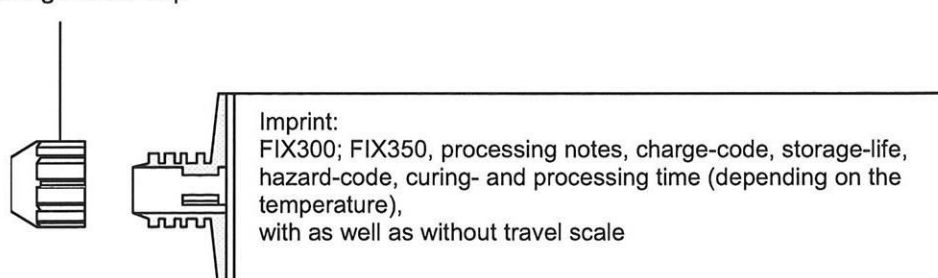 Imprint:
FIX300; FIX350, processing notes, charge-code, storage-life,
hazard-code, curing- and processing time (depending on the
temperature),
with as well as without travel scale